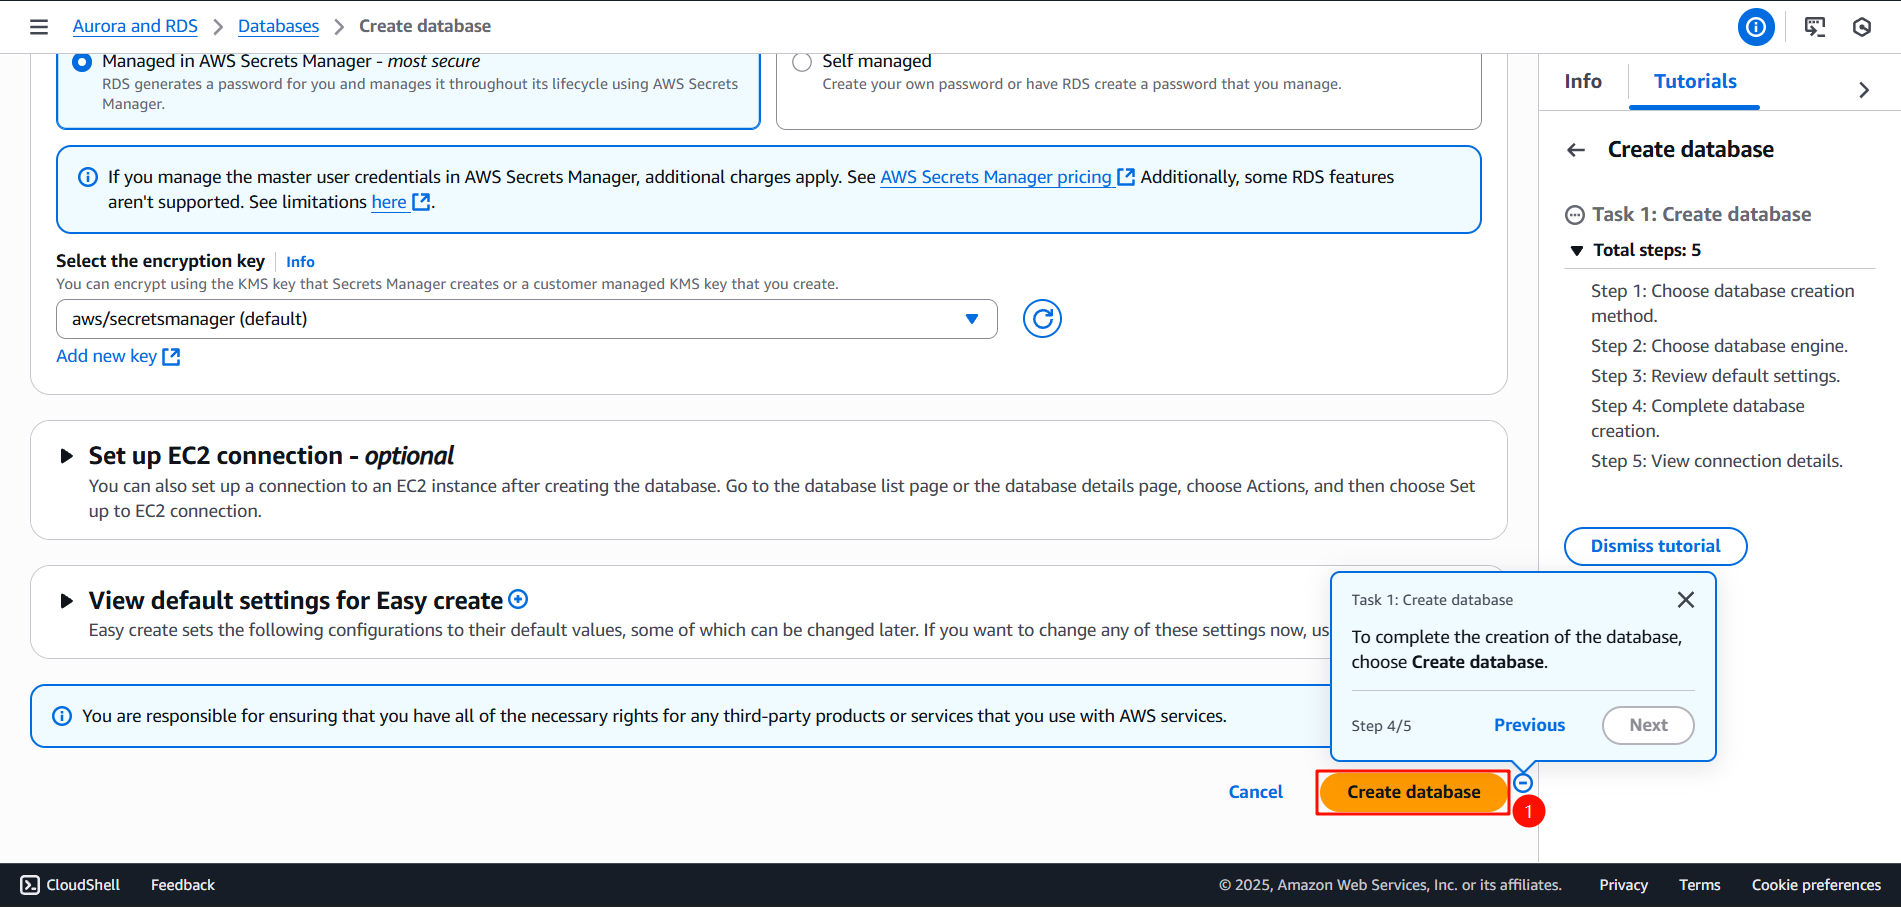 Aurora and RDS > Databases > Create database
Managed in AWS Secrets Manager - most secure
RDS generates a password for you and manages it throughout its lifecycle using AWS Secrets
Manager.
Self managed
Create your own password or have RDS create a password that you manage.
If you manage the master user credentials in AWS Secrets Manager, additional charges apply. See AWS Secrets Manager pricing Additionally, some RDS features
aren't supported. See limitations here .
Select the encryption key Info
You can encrypt using the KMS key that Secrets Manager creates or a customer managed KMS key that you create.
aws/secretsmanager (default)
Add new key
Set up EC2 connection - optional
You can also set up a connection to an EC2 instance after creating the database. Go to the database list page or the database details page, choose Actions, and then choose Set
up to EC2 connection.
View default settings for Easy create
Easy create sets the following configurations to their default values, some of which can be changed later. If you want to change any of these settings now, us
You are responsible for ensuring that you have all of the necessary rights for any third-party products or services that you use with AWS services.
Cancel
Create database
1
Info
Tutorials
Create database
Task 1: Create database
Total steps: 5
Step 1: Choose database creation
method.
Step 2: Choose database engine.
Step 3: Review default settings.
Step 4: Complete database
creation.
Step 5: View connection details.
Dismiss tutorial
Task 1: Create database
To complete the creation of the database,
choose Create database.
Step 4/5
Previous
Next
CloudShell
Feedback
© 2025, Amazon Web Services, Inc. or its affiliates.
Privacy
Terms
Cookie preferences